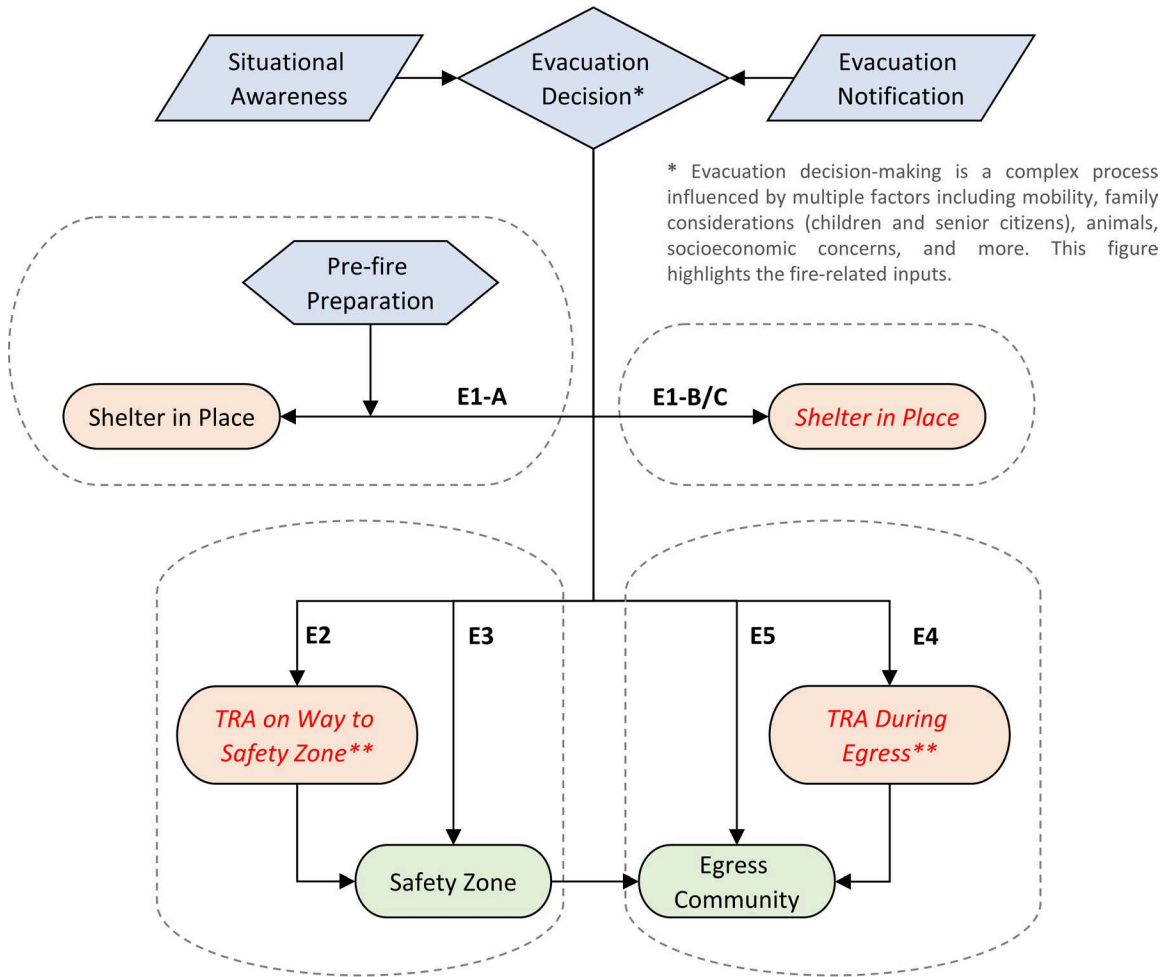 Situational
Awareness
Evacuation
Decision*
Evacuation
Notification
* Evacuation decision-making is a complex process
influenced by multiple factors including mobility, family
considerations (children and senior citizens), animals,
socioeconomic concerns, and more. This figure
highlights the fire-related inputs.
Pre-fire
Preparation
E1-A
E1-B/C
Shelter in Place
Shelter in Place
E2
E3
E5
E4
TRA on Way to
Safety Zone**
TRA During
Egress**
Safety Zone
Egress
Community